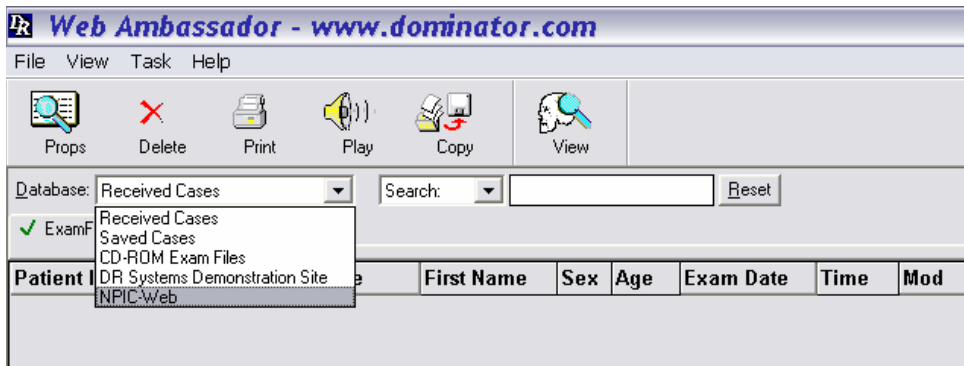 DR Web Ambassador - www.dominator.com
File View Task Help
Props Delete Print Play Copy View
Database: Received Cases Search: Reset
Received Cases
ExamF
Saved Cases
CD-ROM Exam Files
DR Systems Demonstration Site
Patient I e First Name Sex Age Exam Date Time Mod
NPIC-Web